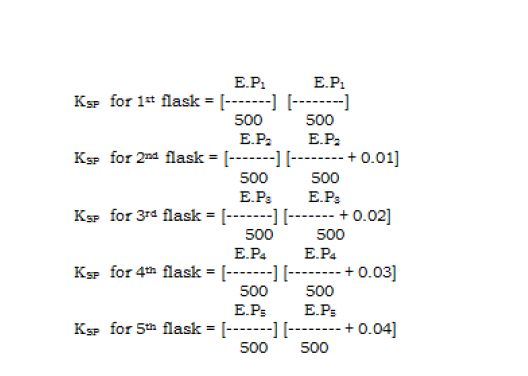 E.P₁ E.P₁
K_SP for 1ˢᵗ flask = [-------] [--------]
500 500
E.P₂ E.P₂
K_SP for 2ⁿᵈ flask = [-------] [-------- + 0.01]
500 500
E.P₃ E.P₃
K_SP for 3ʳᵈ flask = [-------] [------- + 0.02]
500 500
E.P₄ E.P₄
K_SP for 4ᵗʰ flask = [-------] [-------- + 0.03]
500 500
E.P₅ E.P₅
K_SP for 5ᵗʰ flask = [-------] [-------- + 0.04]
500 500